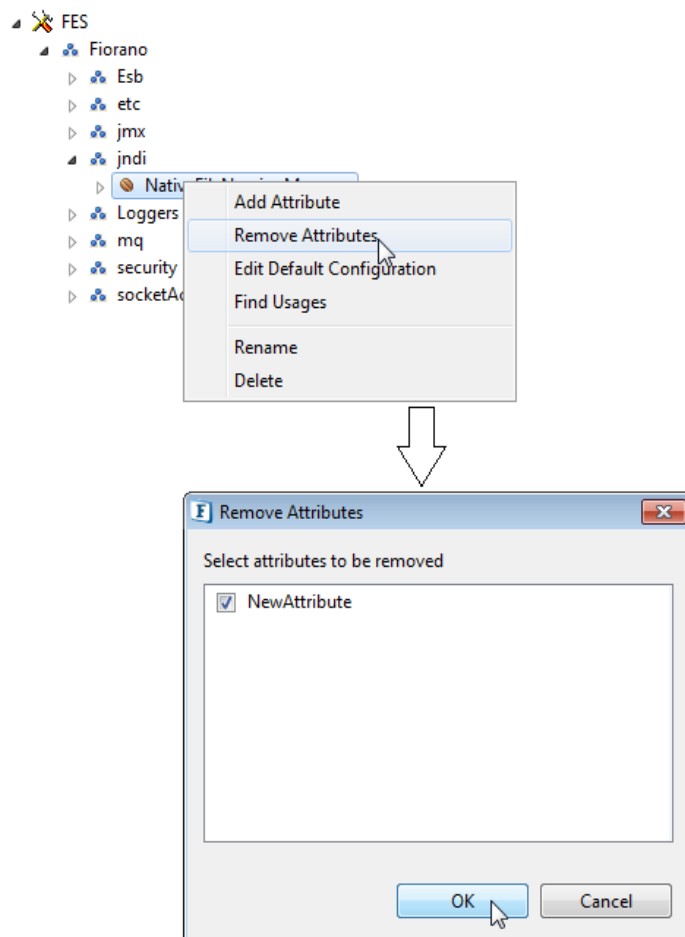 FES
Fiorano
Esb
etc
jmx
jndi
Loggers
mq
security
Add Attribute
Remove Attributes
Edit Default Configuration
Find Usages
Rename
Delete
Remove Attributes
Select attributes to be removed
NewAttribute
OK
Cancel